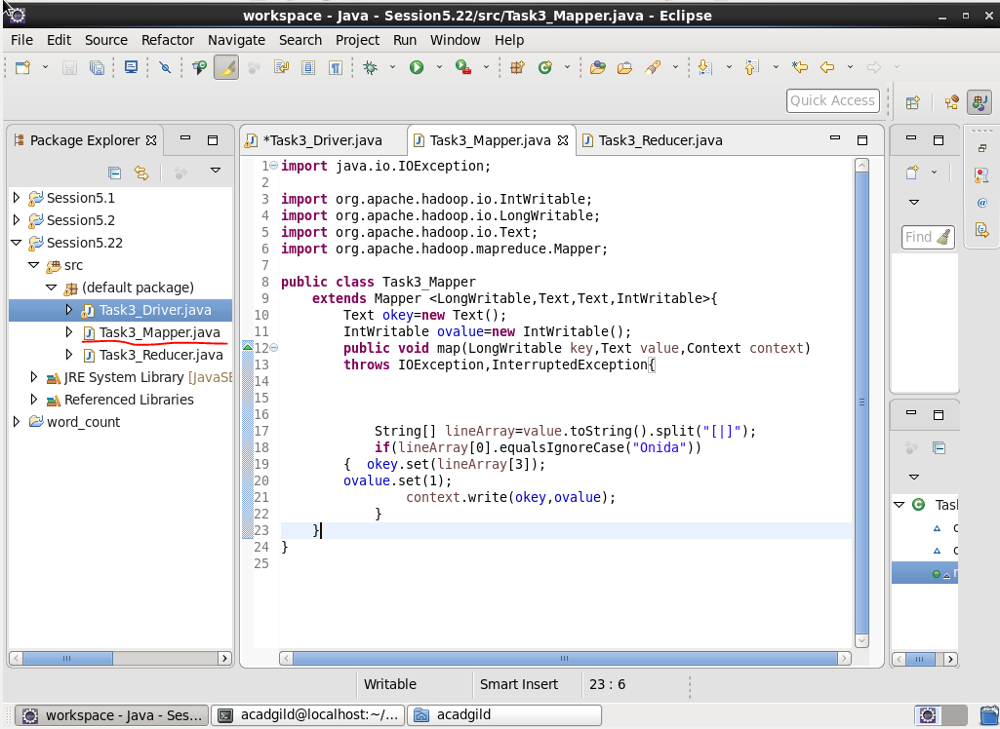 workspace - Java - Session5.22/src/Task3_Mapper.java - Eclipse
File Edit Source Refactor Navigate Search Project Run Window Help
Quick Access
Package Explorer
Session5.1
Session5.2
Session5.22
src
(default package)
Task3_Driver.java
Task3_Mapper.java
Task3_Reducer.java
JRE System Library [JavaSE
Referenced Libraries
word_count
*Task3_Driver.java Task3_Mapper.java Task3_Reducer.java
1 import java.io.IOException;
2
3 import org.apache.hadoop.io.IntWritable;
4 import org.apache.hadoop.io.LongWritable;
5 import org.apache.hadoop.io.Text;
6 import org.apache.hadoop.mapreduce.Mapper;
7
8 public class Task3_Mapper
9 extends Mapper <LongWritable,Text,Text,IntWritable>{
10 Text okey=new Text();
11 IntWritable ovalue=new IntWritable();
12 public void map(LongWritable key,Text value,Context context)
13 throws IOException,InterruptedException{
14
15
16
17 String[] lineArray=value.toString().split("[|]");
18 if(lineArray[0].equalsIgnoreCase("Onida"))
19 { okey.set(lineArray[3]);
20 ovalue.set(1);
21 context.write(okey,ovalue);
22 }
23 }
24 }
25
Find
Tas
Writable Smart Insert 23 : 6
workspace - Java - Ses... acadgild@localhost:~/... acadgild